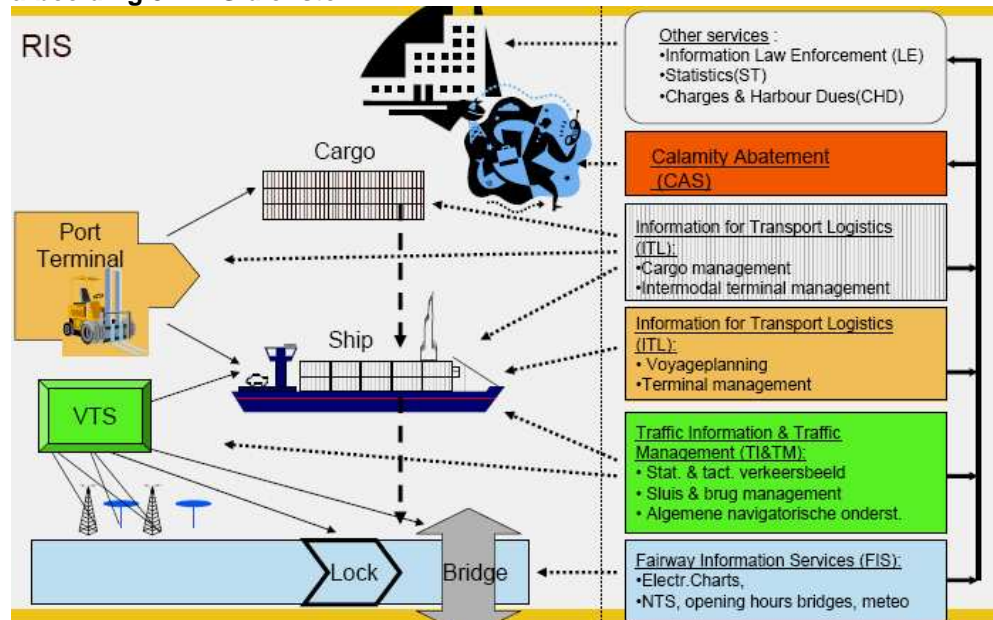 RIS
Cargo
Port
Terminal
Ship
VTS
Lock
Bridge
Other services :
•Information Law Enforcement (LE)
•Statistics(ST)
•Charges & Harbour Dues(CHD)
Calamity Abatement
(CAS)
Information for Transport Logistics
(ITL):
•Cargo management
•Intermodal terminal management
Information for Transport Logistics
(ITL):
• Voyageplanning
• Terminal management
Traffic Information & Traffic
Management (TI&TM):
• Stat. & tact. verkeersbeeld
• Sluis & brug management
• Algemene navigatorische onderst.
Fairway Information Services (FIS):
•Electr.Charts,
•NTS, opening hours bridges, meteo